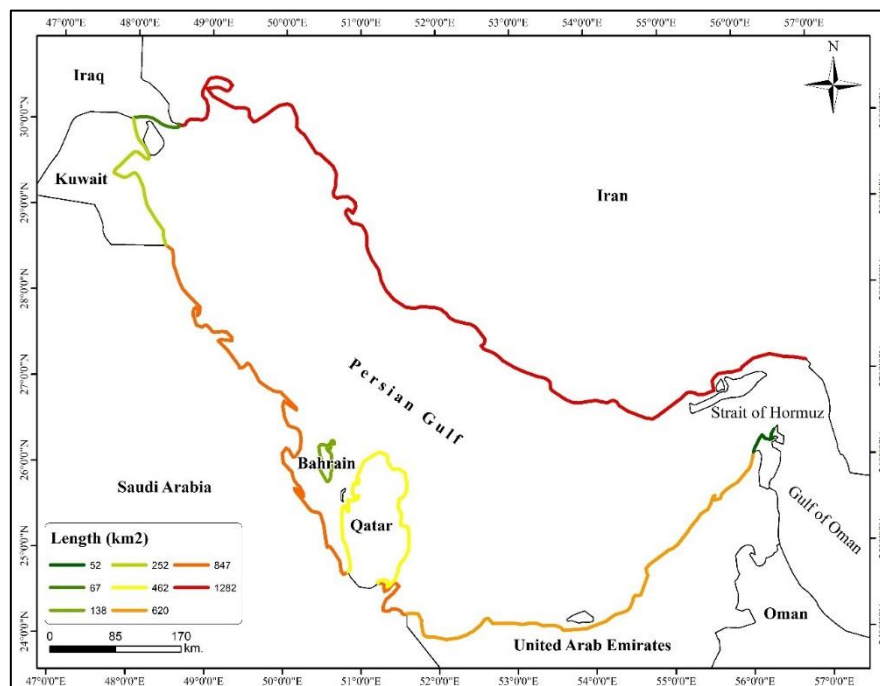 47°0'0"E 48°0'0"E 49°0'0"E 50°0'0"E 51°0'0"E 52°0'0"E 53°0'0"E 54°0'0"E 55°0'0"E 56°0'0"E 57°0'0"E
N
Iraq
30°0'0"N
Kuwait
Iran
29°0'0"N
28°0'0"N
27°0'0"N
Persian Gulf
Strait of Hormuz
26°0'0"N
Bahrain
Saudi Arabia
Qatar
Gulf of Oman
25°0'0"N
Length (km2)
52 252 847
67 462 1282
138 620
24°0'0"N
0 85 170
km.
United Arab Emirates
Oman
47°0'0"E 48°0'0"E 49°0'0"E 50°0'0"E 51°0'0"E 52°0'0"E 53°0'0"E 54°0'0"E 55°0'0"E 56°0'0"E 57°0'0"E